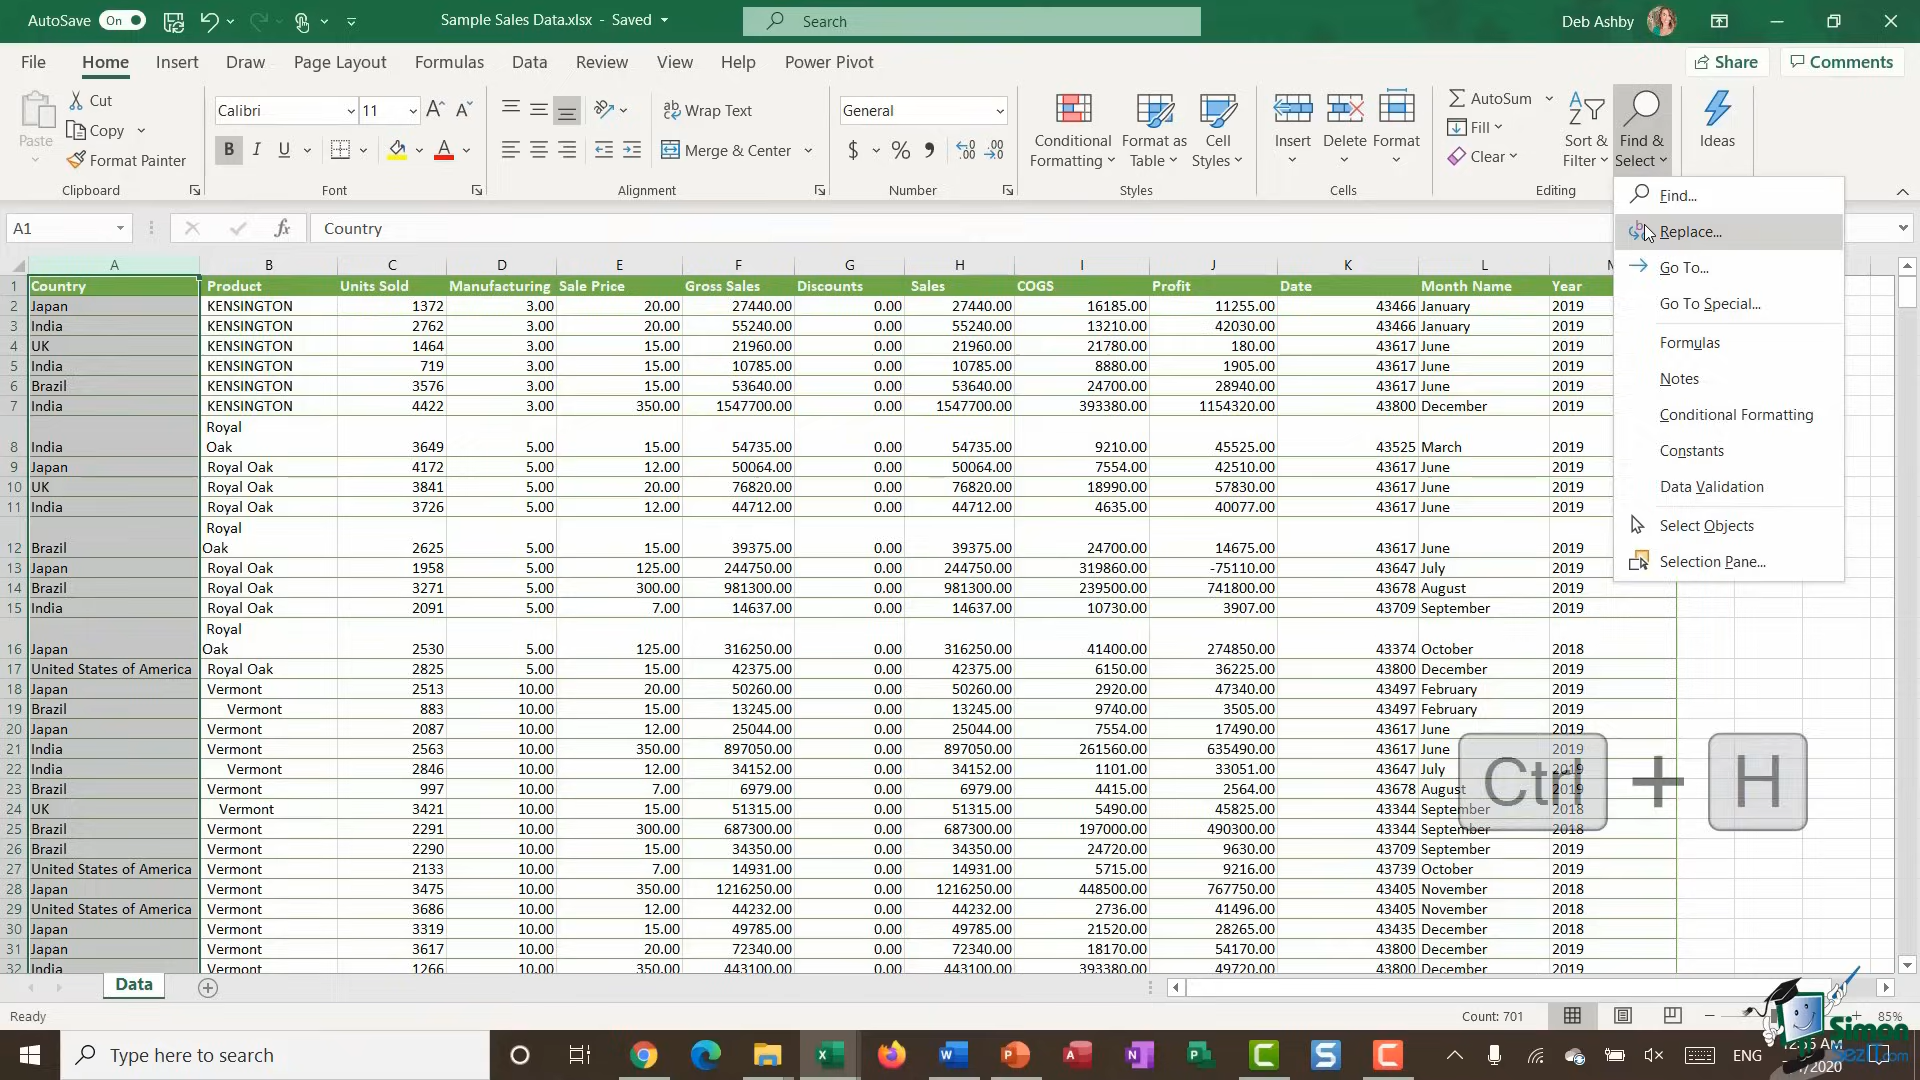 AutoSave On Sample Sales Data.xlsx - Saved Search Deb Ashby
File Home Insert Draw Page Layout Formulas Data Review View Help Power Pivot Share Comments
Paste
Cut
Copy
Format Painter
Clipboard
Calibri 11
B I U
Font
Wrap Text
Merge & Center
Alignment
General
$ % 9
Number
Conditional Formatting
Format as Table
Cell Styles
Styles
Insert
Delete
Format
Cells
AutoSum
Fill
Clear
Sort & Filter
Find & Select
Editing
Ideas
Find...
Replace...
Go To...
Go To Special...
Formulas
Notes
Conditional Formatting
Constants
Data Validation
Select Objects
Selection Pane...
A1 fx Country
A B C D E F G H I J K L
1 Country Product Units Sold Manufacturing Sale Price Gross Sales Discounts Sales COGS Profit Date Month Name Year
2 Japan KENSINGTON 1372 3.00 20.00 27440.00 0.00 27440.00 16185.00 11255.00 43466 January 2019
3 India KENSINGTON 2762 3.00 20.00 55240.00 0.00 55240.00 13210.00 42030.00 43466 January 2019
4 UK KENSINGTON 1464 3.00 15.00 21960.00 0.00 21960.00 21780.00 180.00 43617 June 2019
5 India KENSINGTON 719 3.00 15.00 10785.00 0.00 10785.00 8880.00 1905.00 43617 June 2019
6 Brazil KENSINGTON 3576 3.00 15.00 53640.00 0.00 53640.00 24700.00 28940.00 43617 June 2019
7 India KENSINGTON 4422 3.00 350.00 1547700.00 0.00 1547700.00 393380.00 1154320.00 43800 December 2019
Royal
8 India Oak 3649 5.00 15.00 54735.00 0.00 54735.00 9210.00 45525.00 43525 March 2019
9 Japan Royal Oak 4172 5.00 12.00 50064.00 0.00 50064.00 7554.00 42510.00 43617 June 2019
10 UK Royal Oak 3841 5.00 20.00 76820.00 0.00 76820.00 18990.00 57830.00 43617 June 2019
11 India Royal Oak 3726 5.00 12.00 44712.00 0.00 44712.00 4635.00 40077.00 43617 June 2019
Royal
12 Brazil Oak 2625 5.00 15.00 39375.00 0.00 39375.00 24700.00 14675.00 43617 June 2019
13 Japan Royal Oak 1958 5.00 125.00 244750.00 0.00 244750.00 319860.00 -75110.00 43647 July 2019
14 Brazil Royal Oak 3271 5.00 300.00 981300.00 0.00 981300.00 239500.00 741800.00 43678 August 2019
15 India Royal Oak 2091 5.00 7.00 14637.00 0.00 14637.00 10730.00 3907.00 43709 September 2019
Royal
16 Japan Oak 2530 5.00 125.00 316250.00 0.00 316250.00 41400.00 274850.00 43374 October 2018
17 United States of America Royal Oak 2825 5.00 15.00 42375.00 0.00 42375.00 6150.00 36225.00 43800 December 2019
18 Japan Vermont 2513 10.00 20.00 50260.00 0.00 50260.00 2920.00 47340.00 43497 February 2019
19 Brazil Vermont 883 10.00 15.00 13245.00 0.00 13245.00 9740.00 3505.00 43497 February 2019
20 Japan Vermont 2087 10.00 12.00 25044.00 0.00 25044.00 7554.00 17490.00 43617 June 2019
21 India Vermont 2563 10.00 350.00 897050.00 0.00 897050.00 261560.00 635490.00 43617 June 2019
22 India Vermont 2846 10.00 12.00 34152.00 0.00 34152.00 1101.00 33051.00 43647 July 2019
23 Brazil Vermont 997 10.00 7.00 6979.00 0.00 6979.00 4415.00 2564.00 43678 August 2019
24 UK Vermont 3421 10.00 15.00 51315.00 0.00 51315.00 5490.00 45825.00 43344 September 2018
25 Brazil Vermont 2291 10.00 300.00 687300.00 0.00 687300.00 197000.00 490300.00 43344 September 2018
26 Brazil Vermont 2290 10.00 15.00 34350.00 0.00 34350.00 24720.00 9630.00 43709 September 2019
27 United States of America Vermont 2133 10.00 7.00 14931.00 0.00 14931.00 5715.00 9216.00 43739 October 2019
28 Japan Vermont 3475 10.00 350.00 1216250.00 0.00 1216250.00 448500.00 767750.00 43405 November 2018
29 United States of America Vermont 3686 10.00 12.00 44232.00 0.00 44232.00 2736.00 41496.00 43405 November 2018
30 Japan Vermont 3319 10.00 15.00 49785.00 0.00 49785.00 21520.00 28265.00 43435 December 2018
31 Japan Vermont 3617 10.00 20.00 72340.00 0.00 72340.00 18170.00 54170.00 43800 December 2019
32 India Vermont 1266 10.00 350.00 443100.00 0.00 443100.00 393380.00 49720.00 43800 December 2019
Ctrl + H
Data
Ready Count: 701 85%
Type here to search ENG AM
Simon
SezIT.com